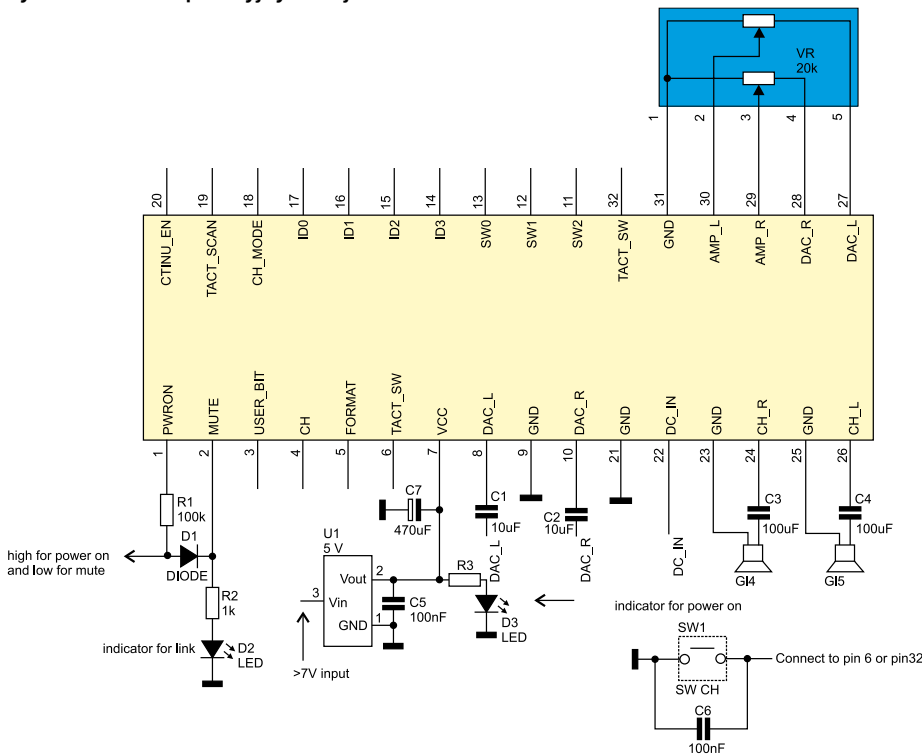 VR
20k
1
2
3
4
5
20
19
18
17
16
15
14
13
12
11
32
31
30
29
28
27
CTINU_EN
TACT_SCAN
CH_MODE
ID0
ID1
ID2
ID3
SW0
SW1
SW2
TACT_SW
GND
AMP_L
AMP_R
DAC_R
DAC_L
PWRON
MUTE
USER_BIT
CH
FORMAT
TACT_SW
VCC
DAC_L
GND
DAC_R
GND
DC_IN
GND
CH_R
GND
CH_L
1
2
3
4
5
6
7
8
9
10
21
22
23
24
25
26
R1
100k
D1
DIODE
high for power on
and low for mute
R2
1k
indicator for link
D2
LED
C7
470uF
U1
5 V
Vout
Vin
GND
2
3
1
>7V input
C5
100nF
R3
D3
LED
C1
10uF
DAC_L
C2
10uF
DAC_R
DC_IN
C3
100uF
Gl4
C4
100uF
Gl5
indicator for power on
SW1
SW CH
Connect to pin 6 or pin32
C6
100nF